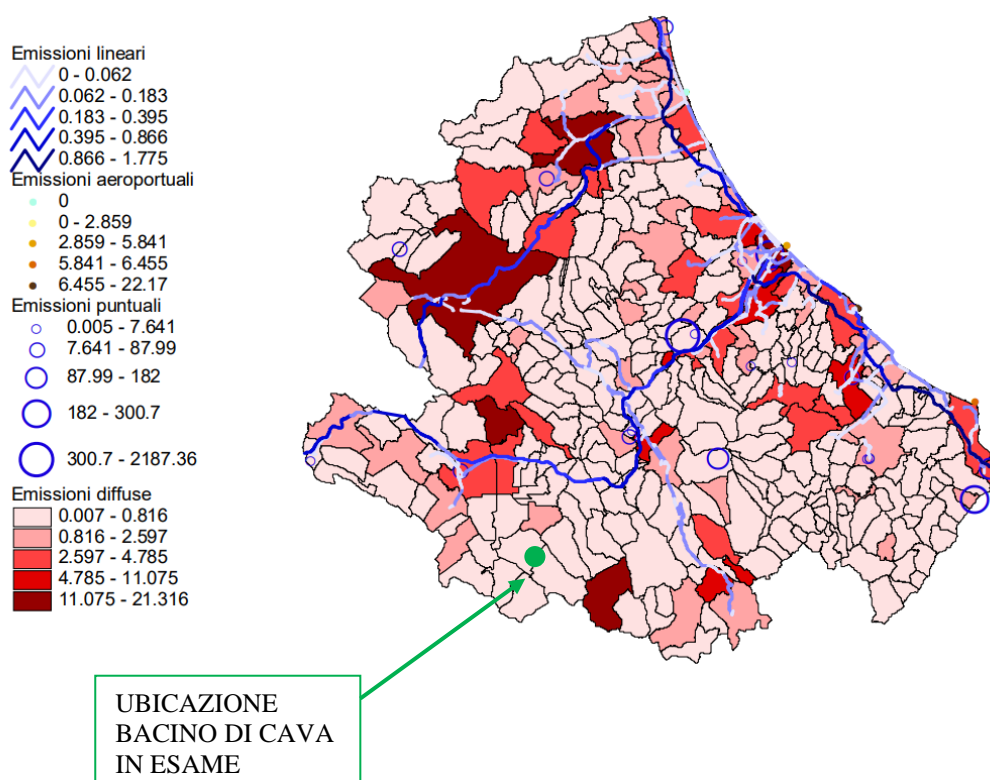 Emissioni lineari
0 - 0.062
0.062 - 0.183
0.183 - 0.395
0.395 - 0.866
0.866 - 1.775
Emissioni aeroportuali
0
0 - 2.859
2.859 - 5.841
5.841 - 6.455
6.455 - 22.17
Emissioni puntuali
0.005 - 7.641
7.641 - 87.99
87.99 - 182
182 - 300.7
300.7 - 2187.36
Emissioni diffuse
0.007 - 0.816
0.816 - 2.597
2.597 - 4.785
4.785 - 11.075
11.075 - 21.316
UBICAZIONE
BACINO DI CAVA
IN ESAME